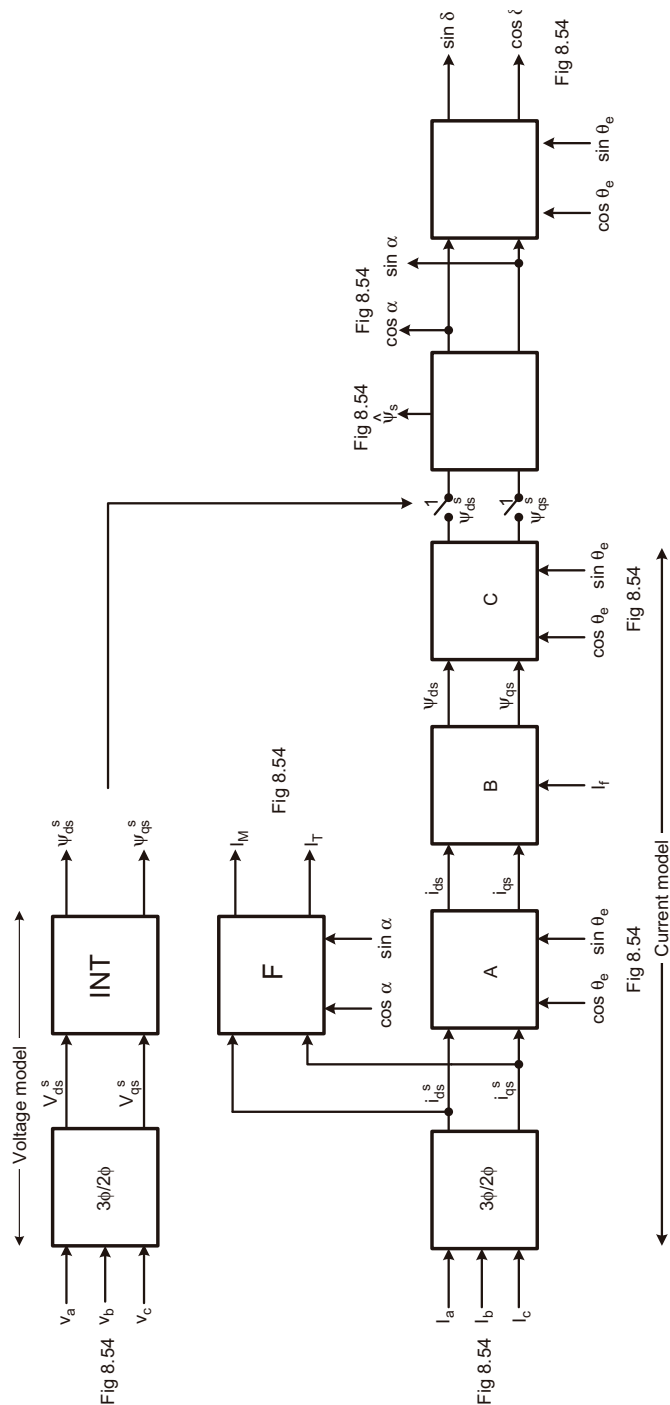 Voltage model
v_a
v_b
v_c
Fig 8.54
3ϕ/2ϕ
V_ds^s
V_qs^s
INT
ψ_ds^s
ψ_qs^s
F
cos α
sin α
I_M
I_T
Fig 8.54
I_a
I_b
I_c
Fig 8.54
3ϕ/2ϕ
i_ds^s
i_qs^s
A
cos θ_e
sin θ_e
Fig 8.54
i_ds
i_qs
B
I_f
ψ_ds
ψ_qs
C
cos θ_e
sin θ_e
Fig 8.54
1
ψ_ds^s
1
ψ_qs^s
ψ̂_s
Fig 8.54
cos α
sin α
Fig 8.54
cos θ_e
sin θ_e
sin δ
cos δ
Fig 8.54
Current model